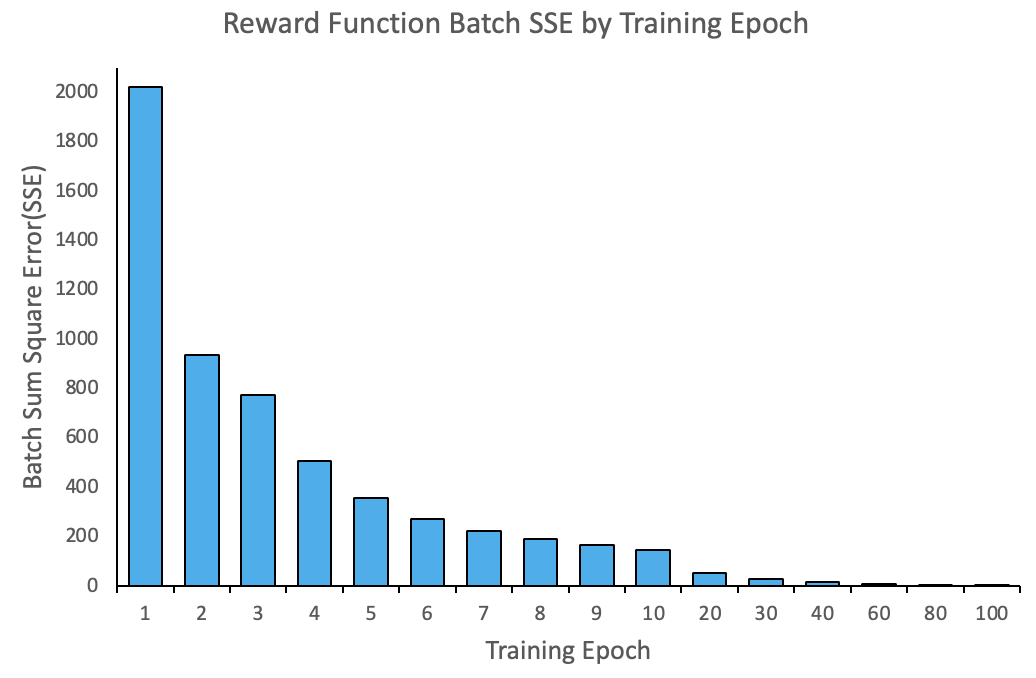 Reward Function Batch SSE by Training Epoch
Batch Sum Square Error(SSE)
2000
1800
1600
1400
1200
1000
800
600
400
200
0
1 2 3 4 5 6 7 8 9 10 20 30 40 60 80 100
Training Epoch